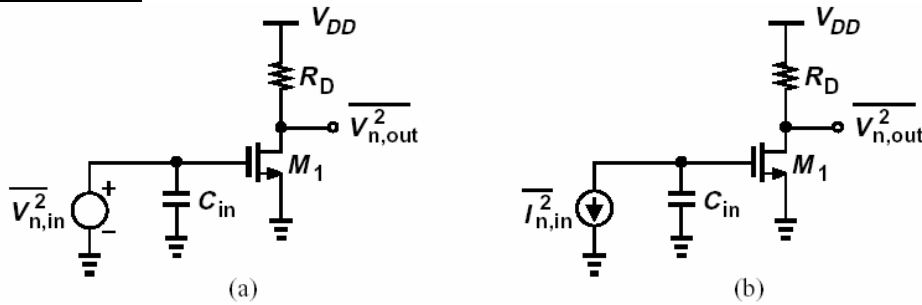 V_DD
R_D
V²_n,out
M_1
C_in
V²_n,in
+
−
(a)
V_DD
R_D
V²_n,out
M_1
C_in
I²_n,in
(b)